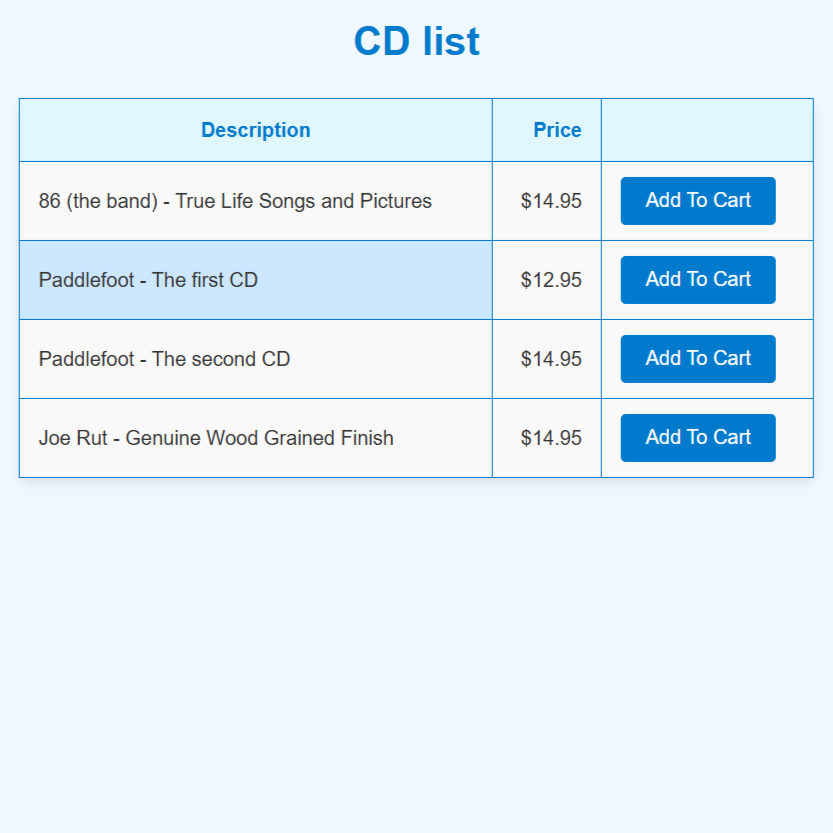 CD list
Description Price
86 (the band) - True Life Songs and Pictures $14.95 Add To Cart
Paddlefoot - The first CD $12.95 Add To Cart
Paddlefoot - The second CD $14.95 Add To Cart
Joe Rut - Genuine Wood Grained Finish $14.95 Add To Cart